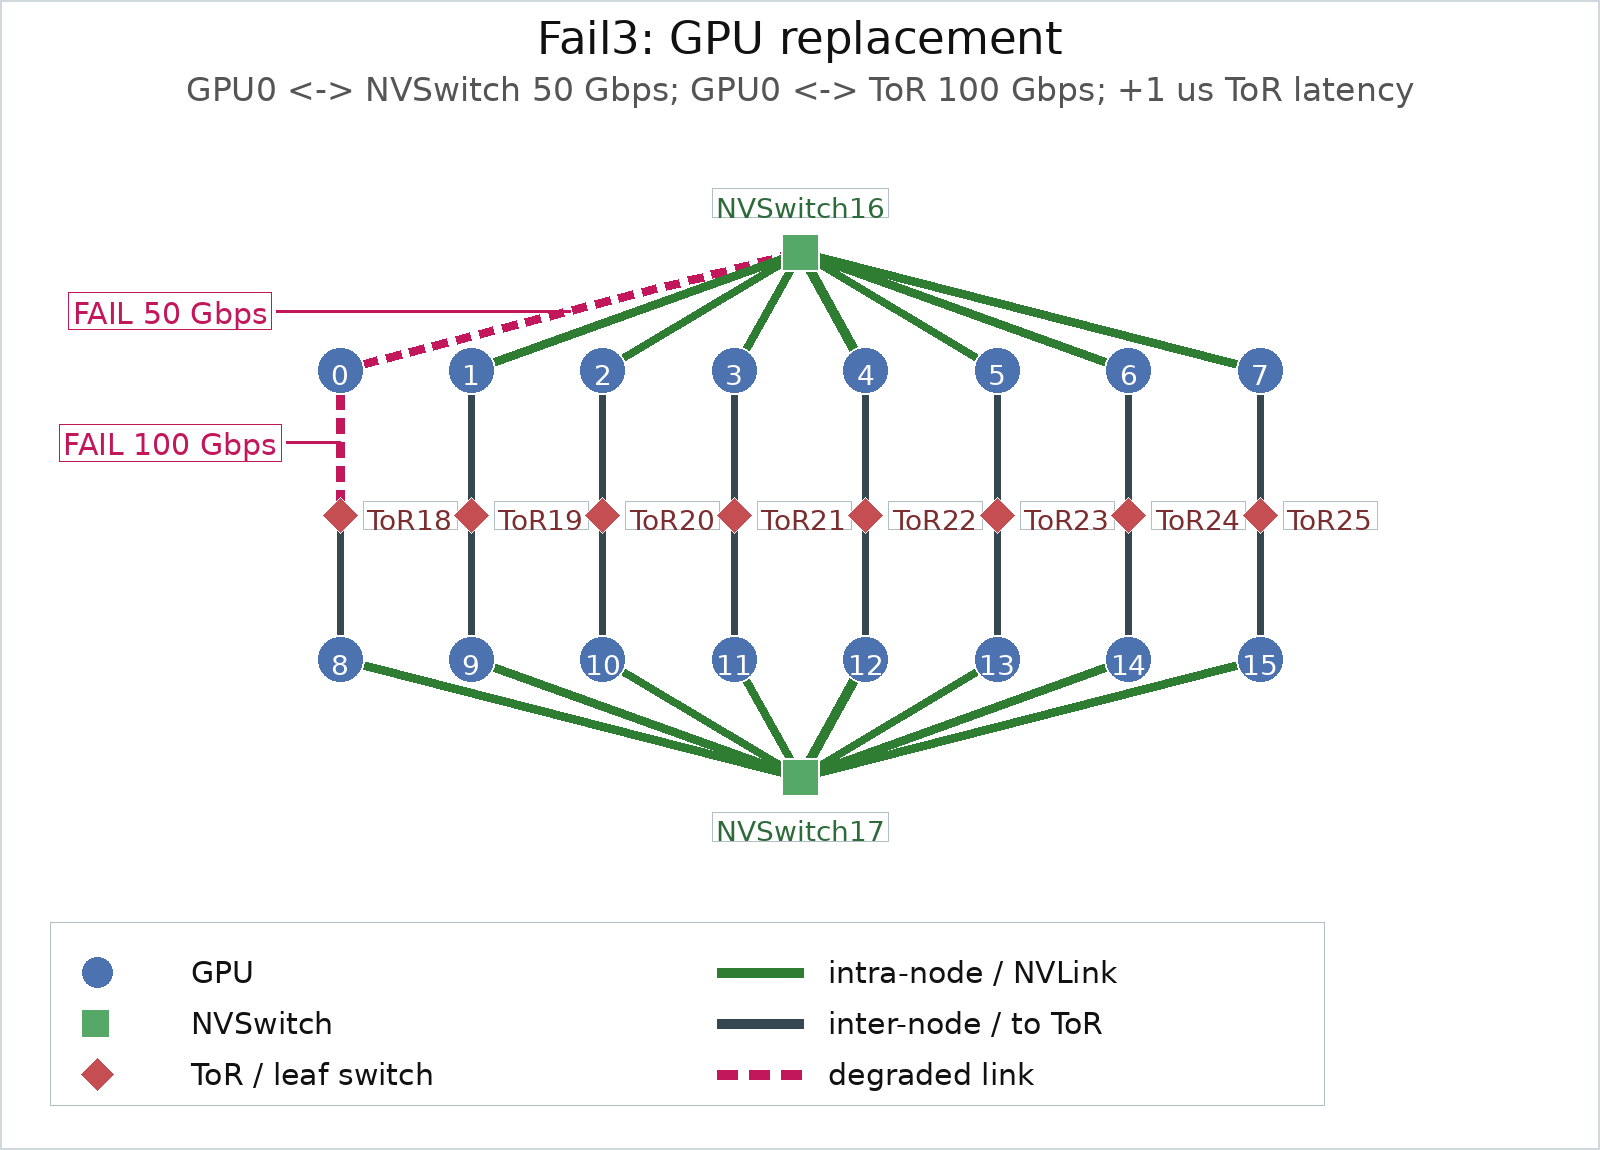 Fail3: GPU replacement
GPU0 <-> NVSwitch 50 Gbps; GPU0 <-> ToR 100 Gbps; +1 us ToR latency
NVSwitch16
FAIL 50 Gbps
0 1 2 3 4 5 6 7
FAIL 100 Gbps
ToR18 ToR19 ToR20 ToR21 ToR22 ToR23 ToR24 ToR25
8 9 10 11 12 13 14 15
NVSwitch17
GPU
NVSwitch
ToR / leaf switch
intra-node / NVLink
inter-node / to ToR
degraded link